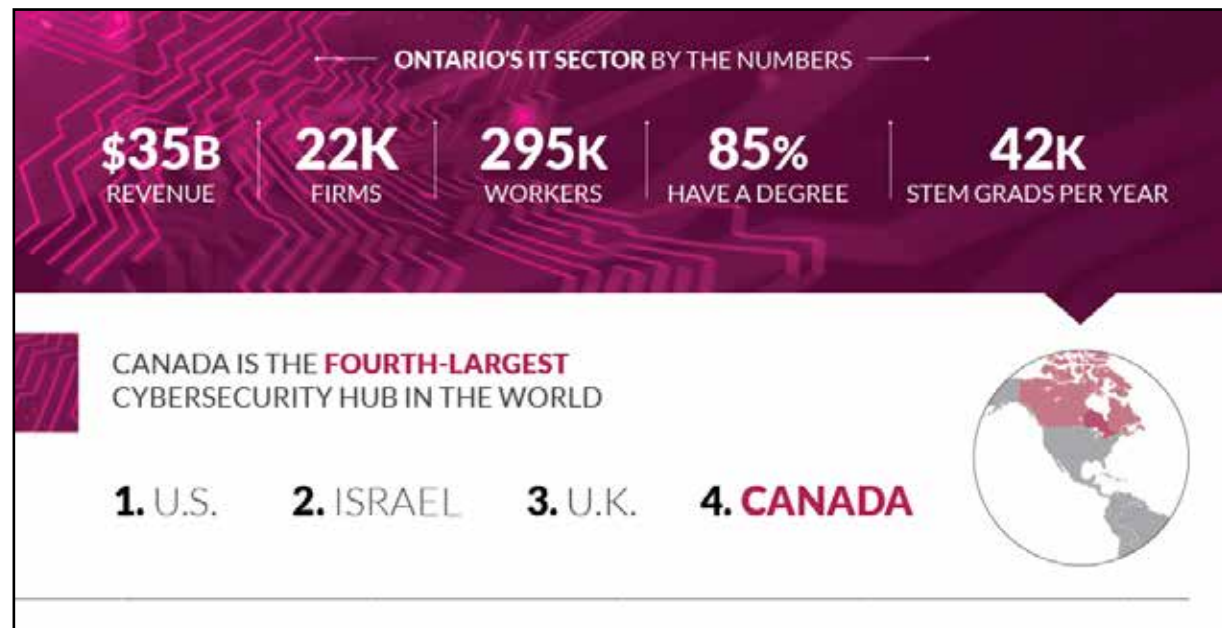 ONTARIO'S IT SECTOR BY THE NUMBERS
$35B 22K 295K 85% 42K
REVENUE FIRMS WORKERS HAVE A DEGREE STEM GRADS PER YEAR
CANADA IS THE FOURTH-LARGEST
CYBERSECURITY HUB IN THE WORLD
1. U.S. 2. ISRAEL 3. U.K. 4. CANADA